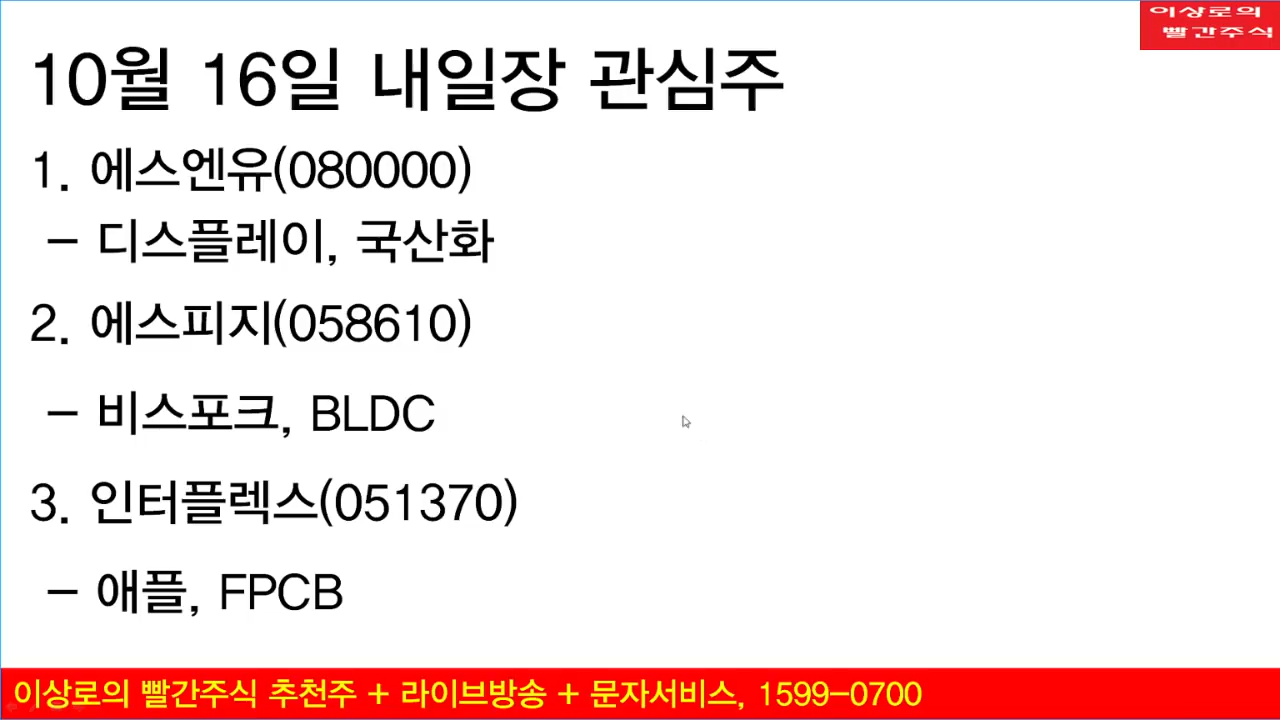 이상로의
빨간주식
10월 16일 내일장 관심주
1. 에스엔유(080000)
- 디스플레이, 국산화
2. 에스피지(058610)
- 비스포크, BLDC
3. 인터플렉스(051370)
- 애플, FPCB
이상로의 빨간주식 추천주 + 라이브방송 + 문자서비스, 1599-0700